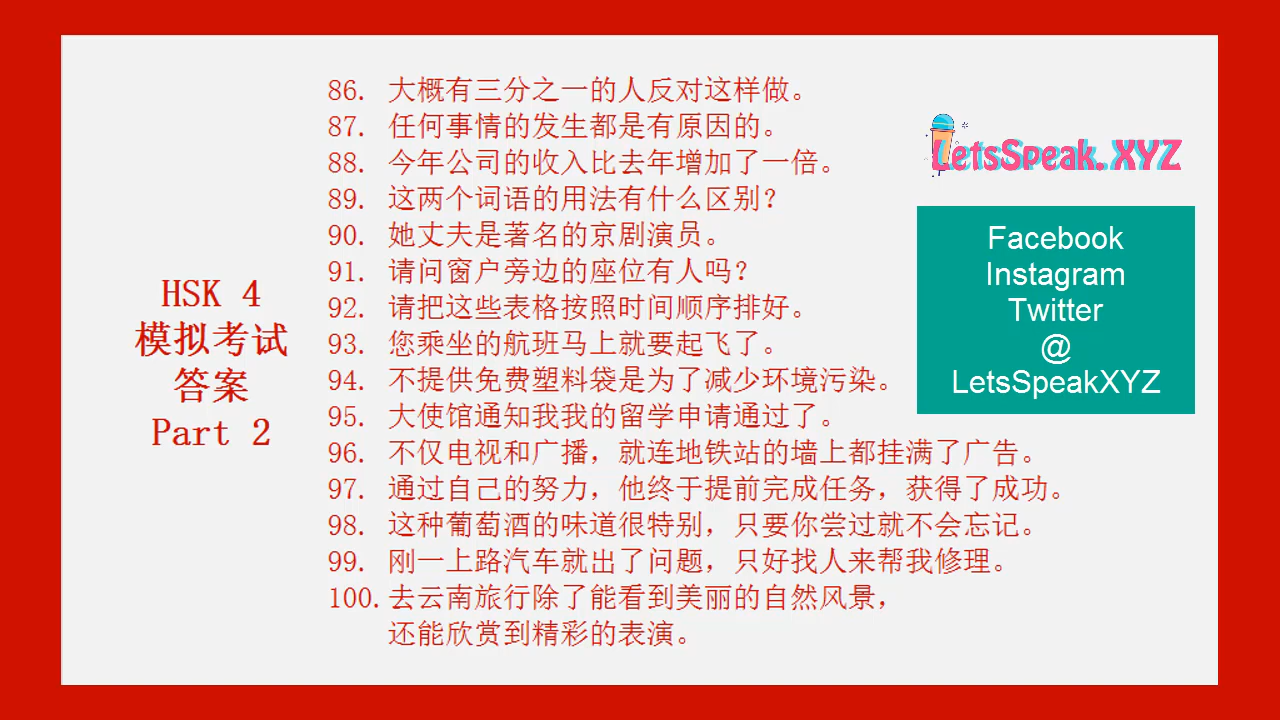 HSK 4
模拟考试
答案
Part 2
86. 大概有三分之一的人反对这样做。
87. 任何事情的发生都是有原因的。
88. 今年公司的收入比去年增加了一倍。
89. 这两个词语的用法有什么区别？
90. 她丈夫是著名的京剧演员。
91. 请问窗户旁边的座位有人吗？
92. 请把这些表格按照时间顺序排好。
93. 您乘坐的航班马上就要起飞了。
94. 不提供免费塑料袋是为了减少环境污染。
95. 大使馆通知我我的留学申请通过了。
96. 不仅电视和广播，就连地铁站的墙上都挂满了广告。
97. 通过自己的努力，他终于提前完成任务，获得了成功。
98. 这种葡萄酒的味道很特别，只要你尝过就不会忘记。
99. 刚一上路汽车就出了问题，只好找人来帮我修理。
100. 去云南旅行除了能看到美丽的自然风景，
还能欣赏到精彩的表演。
LetsSpeak.XYZ
Facebook
Instagram
Twitter
@
LetsSpeakXYZ